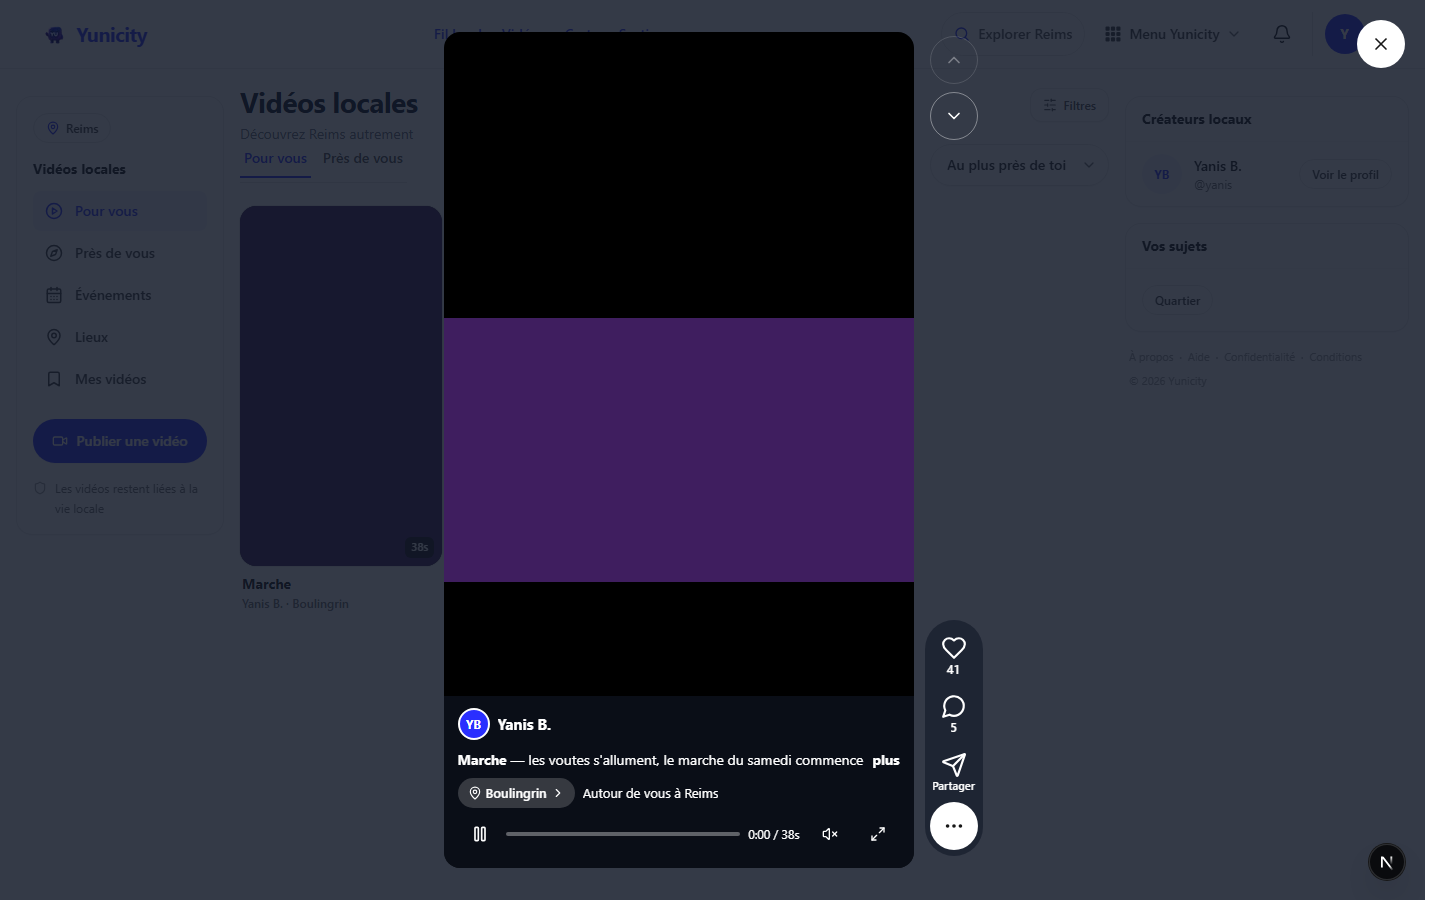 Yunicity
Explorer Reims
Menu Yunicity
Y
Reims
Vidéos locales
Pour vous
Près de vous
Événements
Lieux
Mes vidéos
Publier une vidéo
Les vidéos restent liées à la
vie locale
Vidéos locales
Découvrez Reims autrement
Pour vous
Près de vous
Filtres
Au plus près de toi
38s
Marche
Yanis B. · Boulingrin
YB
Yanis B.
Marche — les voutes s'allument, le marche du samedi commence plus
Boulingrin
Autour de vous à Reims
0:00 / 38s
41
5
Partager
Créateurs locaux
YB
Yanis B.
@yanis
Voir le profil
Vos sujets
Quartier
À propos · Aide · Confidentialité · Conditions
© 2026 Yunicity
N